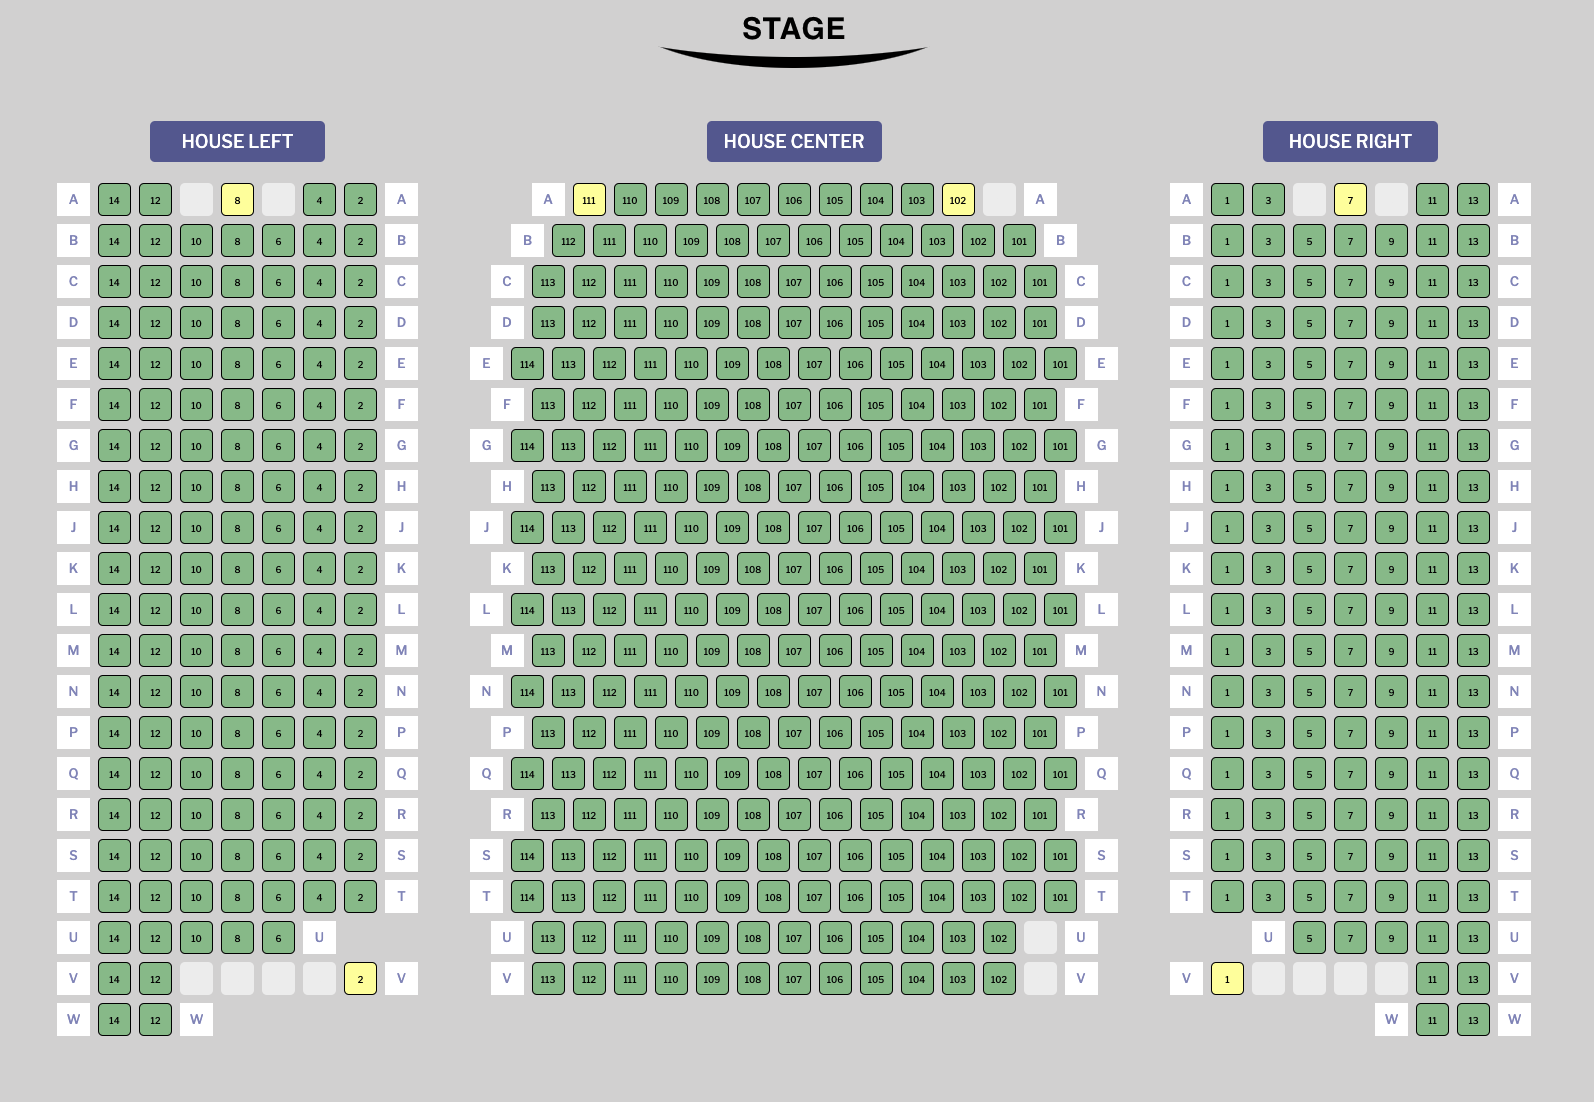 STAGE
HOUSE LEFT HOUSE CENTER HOUSE RIGHT
A 14 12 8 4 2 A A 111 110 109 108 107 106 105 104 103 102 A A 1 3 7 11 13 A
B 14 12 10 8 6 4 2 B B 112 111 110 109 108 107 106 105 104 103 102 101 B B 1 3 5 7 9 11 13 B
C 14 12 10 8 6 4 2 C C 113 112 111 110 109 108 107 106 105 104 103 102 101 C C 1 3 5 7 9 11 13 C
D 14 12 10 8 6 4 2 D D 113 112 111 110 109 108 107 106 105 104 103 102 101 D D 1 3 5 7 9 11 13 D
E 14 12 10 8 6 4 2 E E 114 113 112 111 110 109 108 107 106 105 104 103 102 101 E E 1 3 5 7 9 11 13 E
F 14 12 10 8 6 4 2 F F 113 112 111 110 109 108 107 106 105 104 103 102 101 F F 1 3 5 7 9 11 13 F
G 14 12 10 8 6 4 2 G G 114 113 112 111 110 109 108 107 106 105 104 103 102 101 G G 1 3 5 7 9 11 13 G
H 14 12 10 8 6 4 2 H H 113 112 111 110 109 108 107 106 105 104 103 102 101 H H 1 3 5 7 9 11 13 H
J 14 12 10 8 6 4 2 J J 114 113 112 111 110 109 108 107 106 105 104 103 102 101 J J 1 3 5 7 9 11 13 J
K 14 12 10 8 6 4 2 K K 113 112 111 110 109 108 107 106 105 104 103 102 101 K K 1 3 5 7 9 11 13 K
L 14 12 10 8 6 4 2 L L 114 113 112 111 110 109 108 107 106 105 104 103 102 101 L L 1 3 5 7 9 11 13 L
M 14 12 10 8 6 4 2 M M 113 112 111 110 109 108 107 106 105 104 103 102 101 M M 1 3 5 7 9 11 13 M
N 14 12 10 8 6 4 2 N N 114 113 112 111 110 109 108 107 106 105 104 103 102 101 N N 1 3 5 7 9 11 13 N
P 14 12 10 8 6 4 2 P P 113 112 111 110 109 108 107 106 105 104 103 102 101 P P 1 3 5 7 9 11 13 P
Q 14 12 10 8 6 4 2 Q Q 114 113 112 111 110 109 108 107 106 105 104 103 102 101 Q Q 1 3 5 7 9 11 13 Q
R 14 12 10 8 6 4 2 R R 113 112 111 110 109 108 107 106 105 104 103 102 101 R R 1 3 5 7 9 11 13 R
S 14 12 10 8 6 4 2 S S 114 113 112 111 110 109 108 107 106 105 104 103 102 101 S S 1 3 5 7 9 11 13 S
T 14 12 10 8 6 4 2 T T 114 113 112 111 110 109 108 107 106 105 104 103 102 101 T T 1 3 5 7 9 11 13 T
U 14 12 10 8 6 U U 113 112 111 110 109 108 107 106 105 104 103 102 U U 5 7 9 11 13 U
V 14 12 2 V V 113 112 111 110 109 108 107 106 105 104 103 102 V V 1 11 13 V
W 14 12 W W 11 13 W